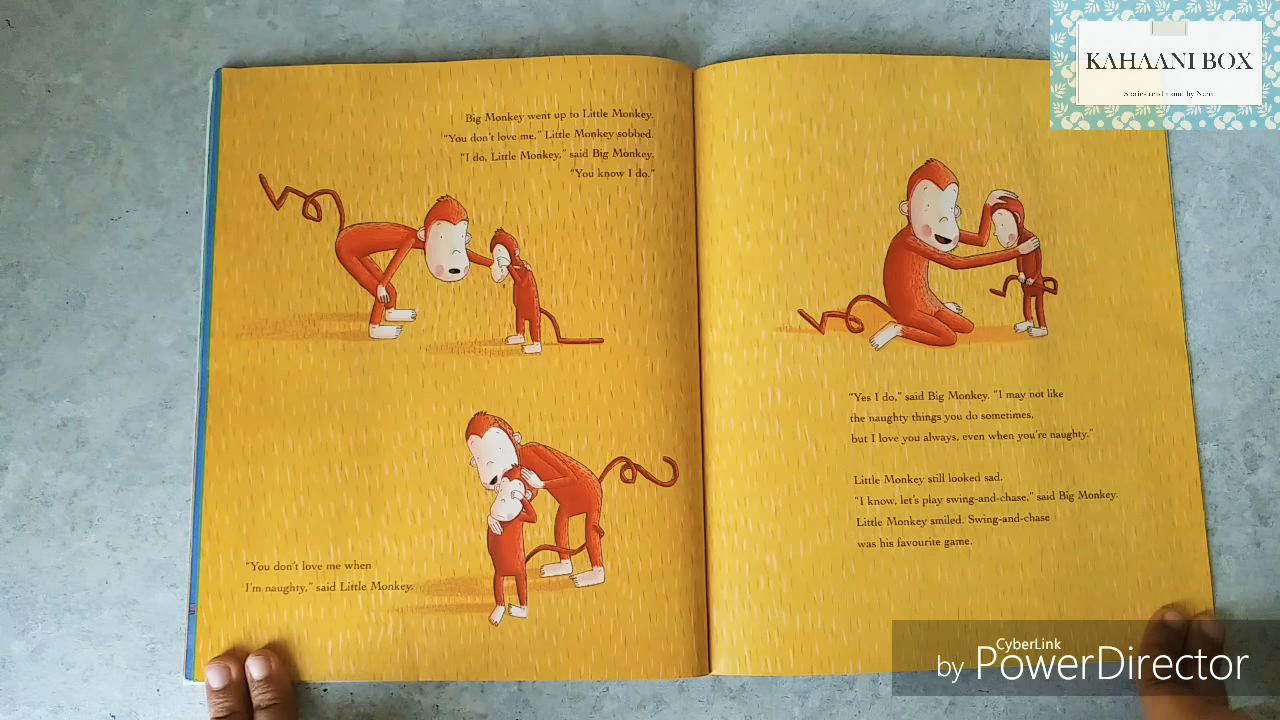 Big Monkey went up to Little Monkey.
“You don’t love me,” Little Monkey sobbed.
“I do, Little Monkey,” said Big Monkey.
“You know I do.”
“You don’t love me when
I’m naughty,” said Little Monkey.
“Yes I do,” said Big Monkey. “I may not like
the naughty things you do sometimes,
but I love you always, even when you’re naughty.”
Little Monkey still looked sad.
“I know, let’s play swing-and-chase,” said Big Monkey.
Little Monkey smiled. Swing-and-chase
was his favourite game.
KAHAANI BOX
Stories read aloud by
by CyberLink
PowerDirector